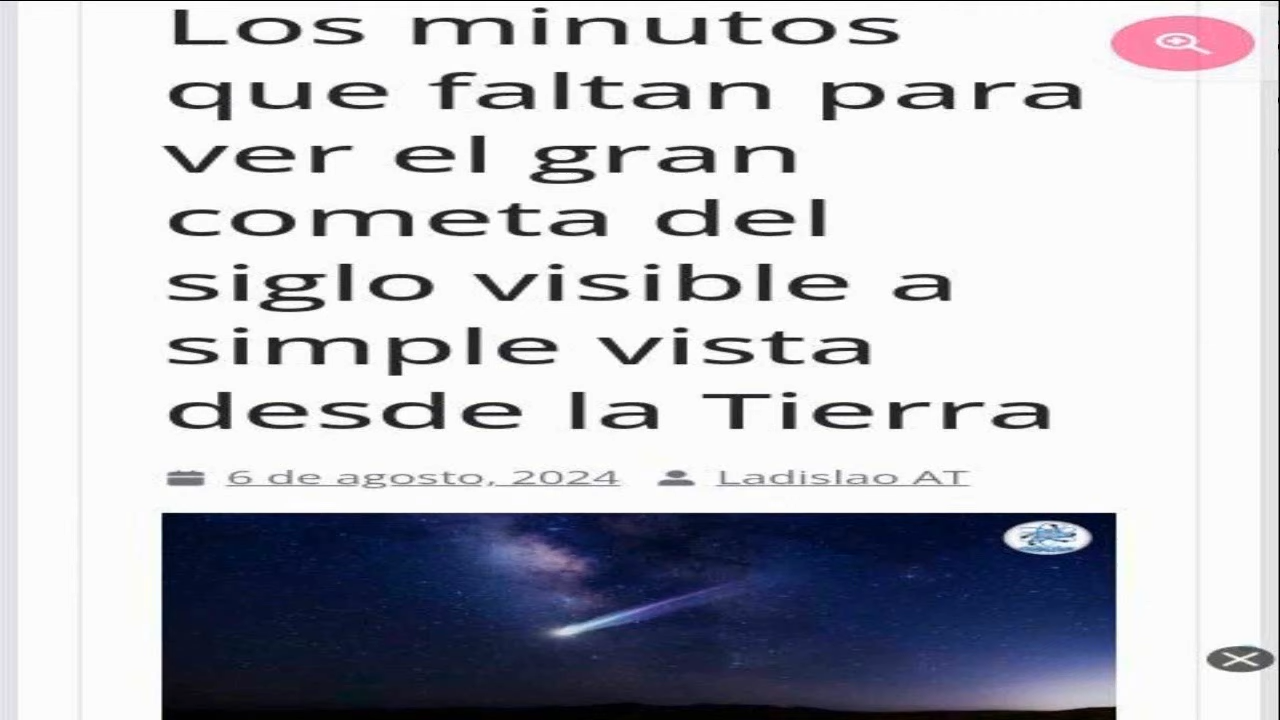 Los minutos
que faltan para
ver el gran
cometa del
siglo visible a
simple vista
desde la Tierra
6 de agosto, 2024 Ladislao AT